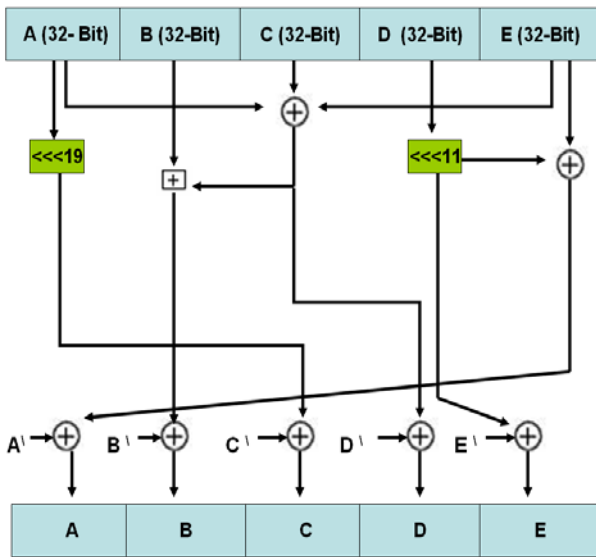 A (32- Bit) B (32-Bit) C (32-Bit) D (32-Bit) E (32-Bit)
<<<19 <<<11
A\ B\ C\ D\ E\
A B C D E